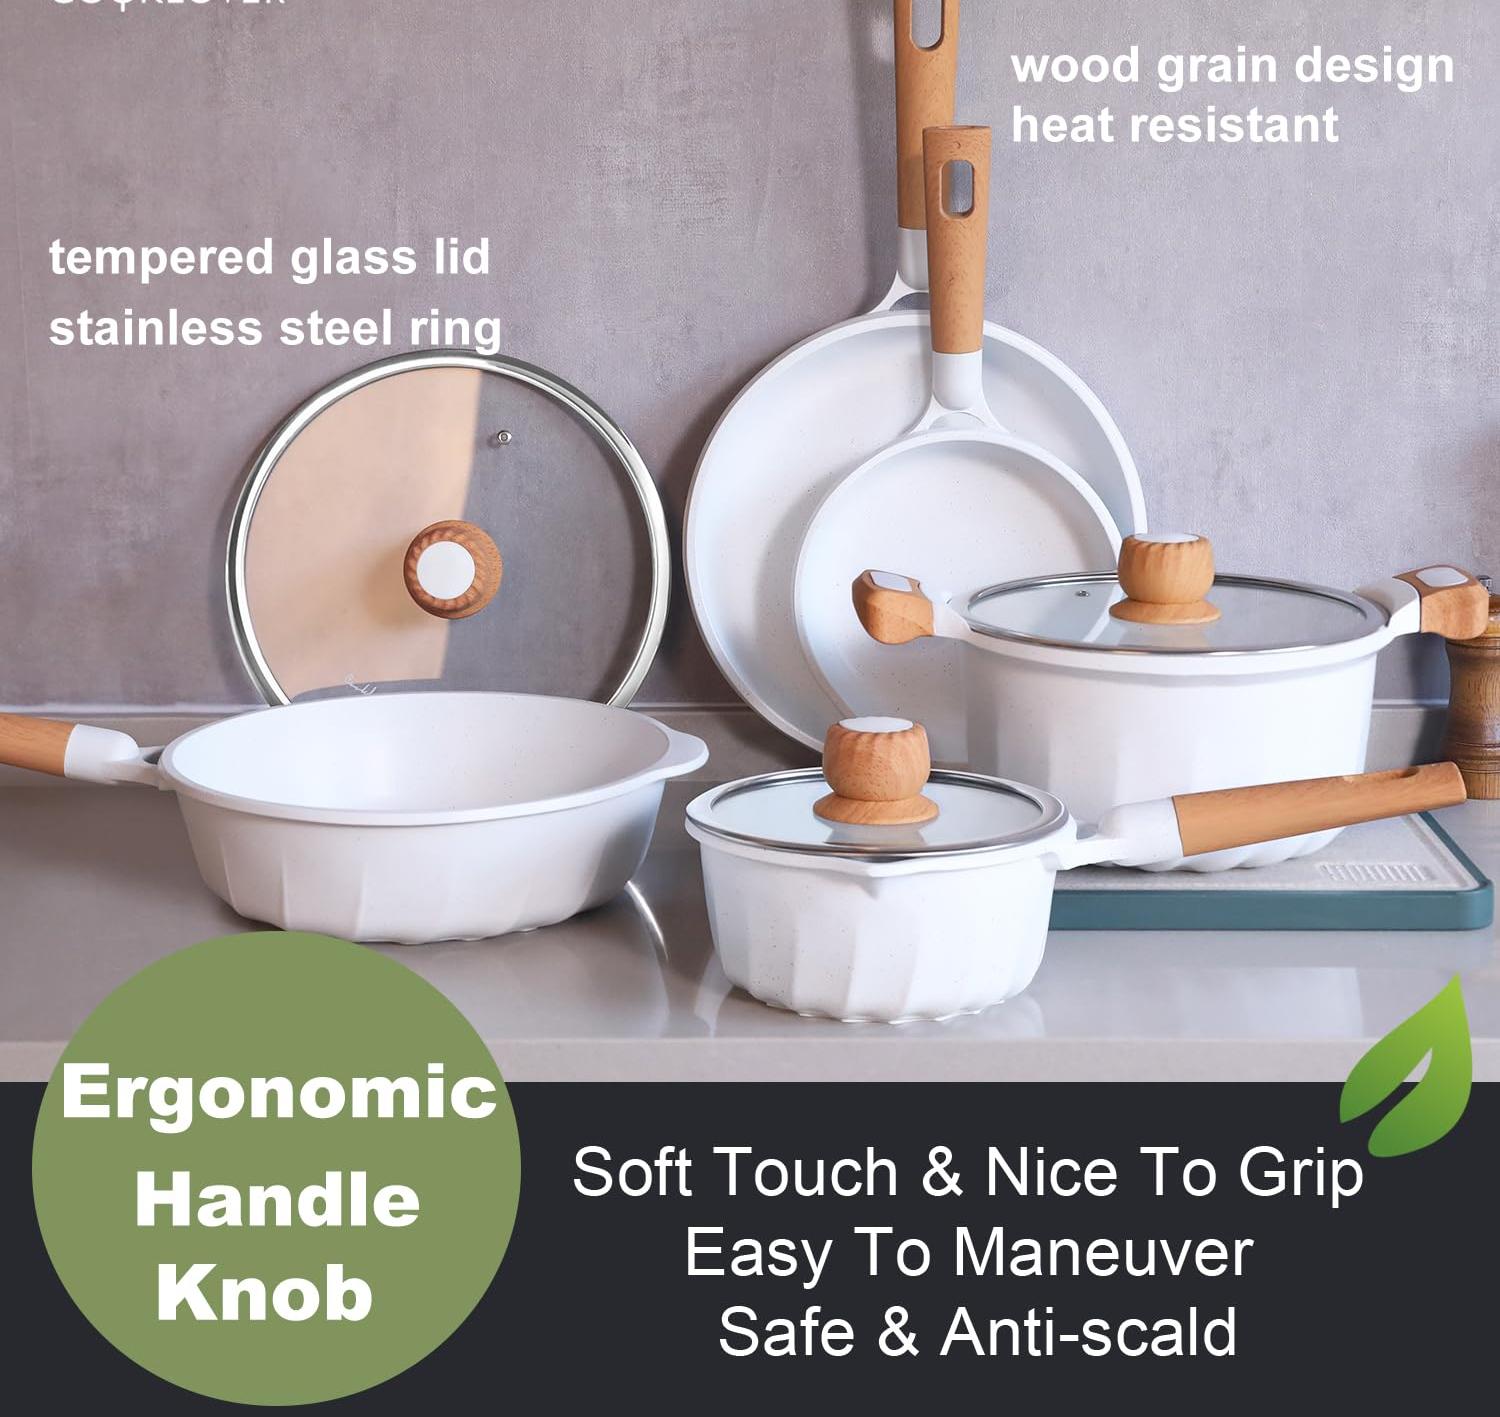 wood grain design
heat resistant
tempered glass lid
stainless steel ring
Ergonomic
Handle
Knob
Soft Touch & Nice To Grip
Easy To Maneuver
Safe & Anti-scald